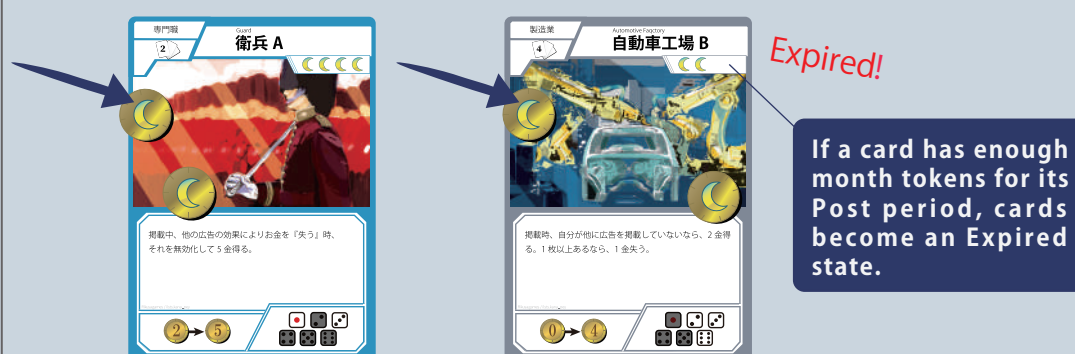 専門職
2
Guard
衛兵 A
掲載中、他の広告の効果によりお金を『失う』時、
それを無効化して 5 金得る。
2 5
製造業
4
Automotive Faqctory
自動車工場 B
掲載時、自分が他に広告を掲載していないなら、2 金得
る。1 枚以上あるなら、1 金失う。
0 4
Expired!
If a card has enough
month tokens for its
Post period, cards
become an Expired
state.